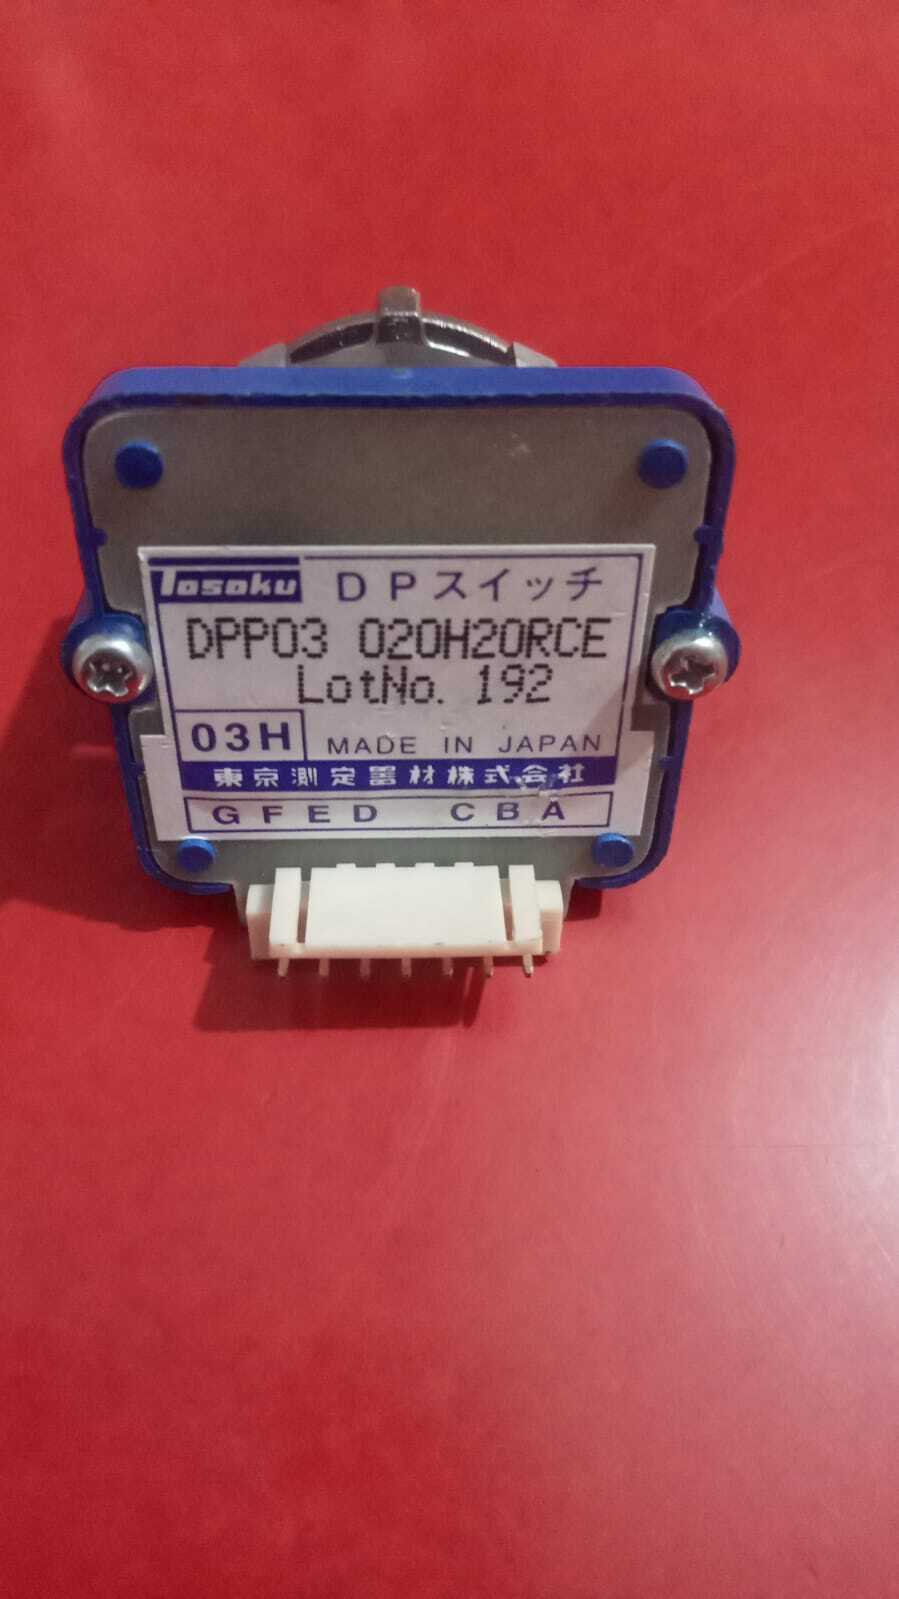 Tosoku DPスイッチ
DPP03 020H20RCE
LotNo. 192
03H MADE IN JAPAN
東京測定器材株式会社
GFED CBA